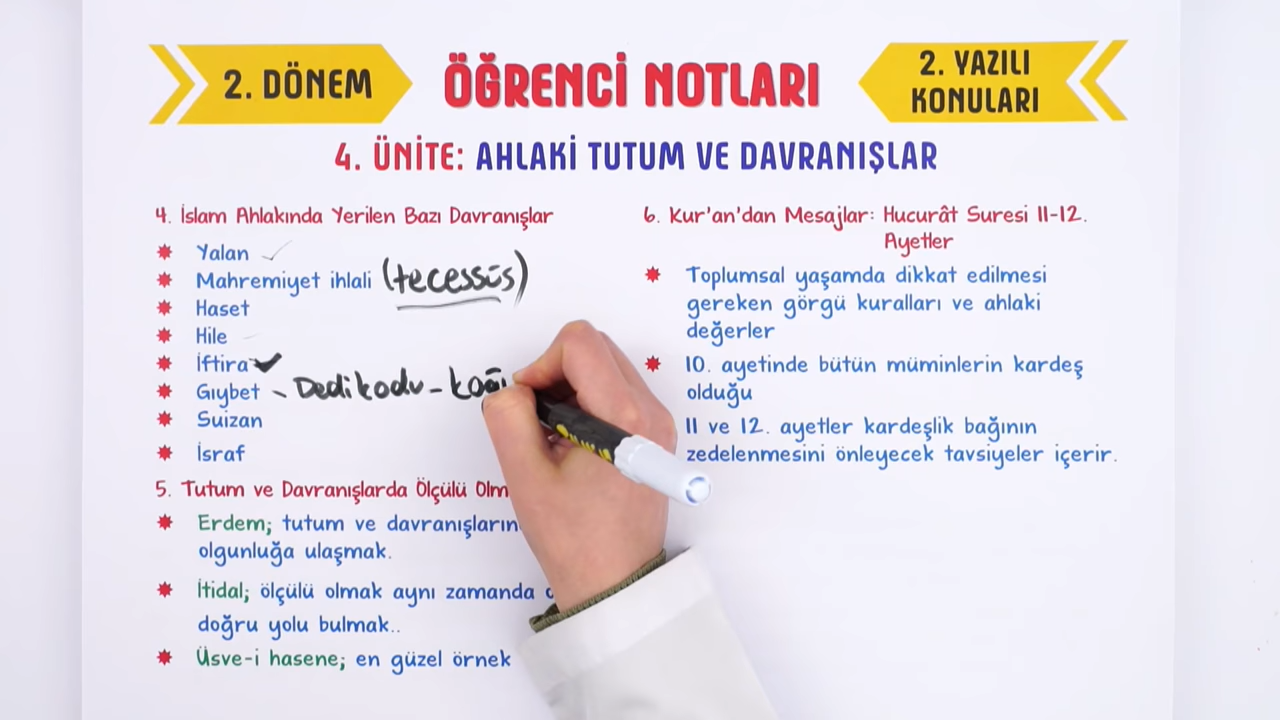 2. DÖNEM
ÖĞRENCİ NOTLARI
2. YAZILI
KONULARI
4. ÜNİTE: AHLAKİ TUTUM VE DAVRANIŞLAR
4. İslam Ahlakında Yerilen Bazı Davranışlar
Yalan
Mahremiyet ihlali (tecessüs)
Haset
Hile
İftira
Gıybet - Dedikodu -
Suizan
İsraf
5. Tutum ve Davranışlarda Ölçülü
Erdem; tutum ve
olgunluğa ulaşmak.
İtidal; ölçülü olmak aynı zamanda
doğru yolu bulmak..
Üsve-i hasene; en güzel örnek
6. Kur'an'dan Mesajlar: Hucurât Suresi 11-12.
Ayetler
Toplumsal yaşamda dikkat edilmesi
gereken görgü kuralları ve ahlaki
değerler
10. ayetinde bütün müminlerin kardeş
olduğu
11 ve 12. ayetler kardeşlik bağının
zedelenmesini önleyecek tavsiyeler içerir.